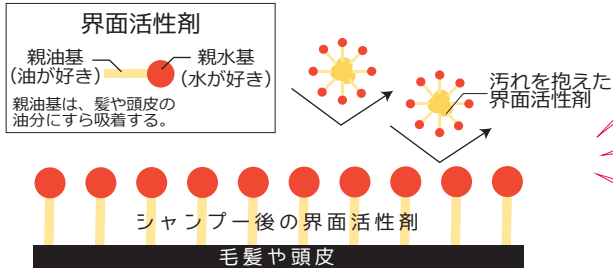 界面活性剤
親油基
(油が好き)
親水基
(水が好き)
親油基は、髪や頭皮の
油分にすら吸着する。
汚れを抱えた
界面活性剤
シャンプー後の界面活性剤
毛髪や頭皮